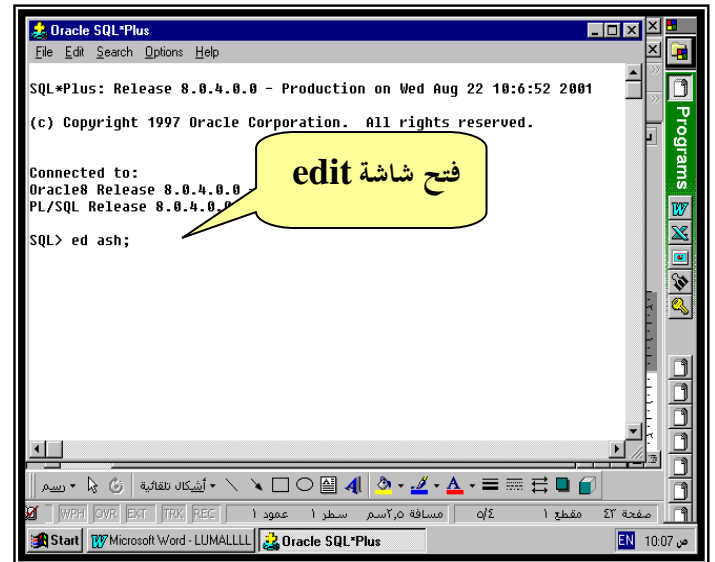 Oracle SQL*Plus
File Edit Search Options Help
SQL*Plus: Release 8.0.4.0.0 - Production on Wed Aug 22 10:6:52 2001
(c) Copyright 1997 Oracle Corporation. All rights reserved.
Connected to:
Oracle8 Release 8.0.4.0.0
PL/SQL Release 8.0.4.0.0
SQL> ed ash;
فتح شاشة edit
Programs
رسم
أشكال تلقائية
WPH OVR EXT TRK REC
صفحة ٤٣ مقطع ١ ٥/٤ مسافة ٢,٥سم سطر ١ عمود ١
Start Microsoft Word - LUMALLLL Oracle SQL*Plus EN 10:07 ص